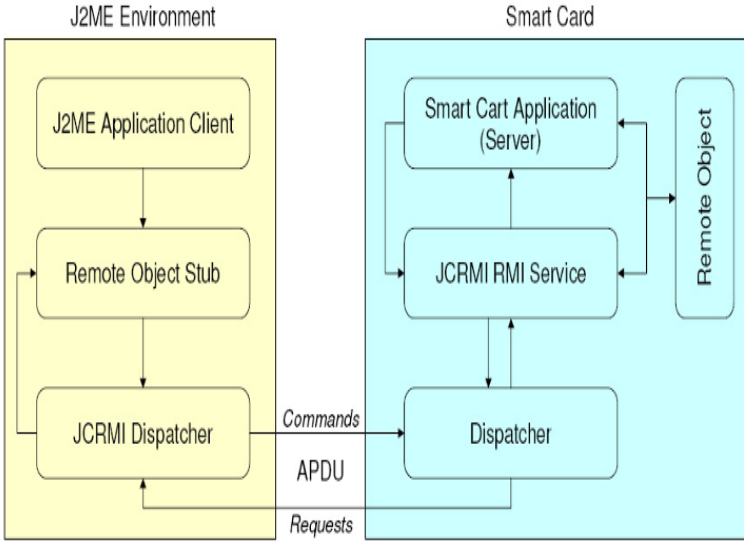 J2ME Environment
J2ME Application Client
Remote Object Stub
JCRMI Dispatcher
Commands
APDU
Requests
Smart Card
Smart Cart Application
(Server)
JCRMI RMI Service
Dispatcher
Remote Object